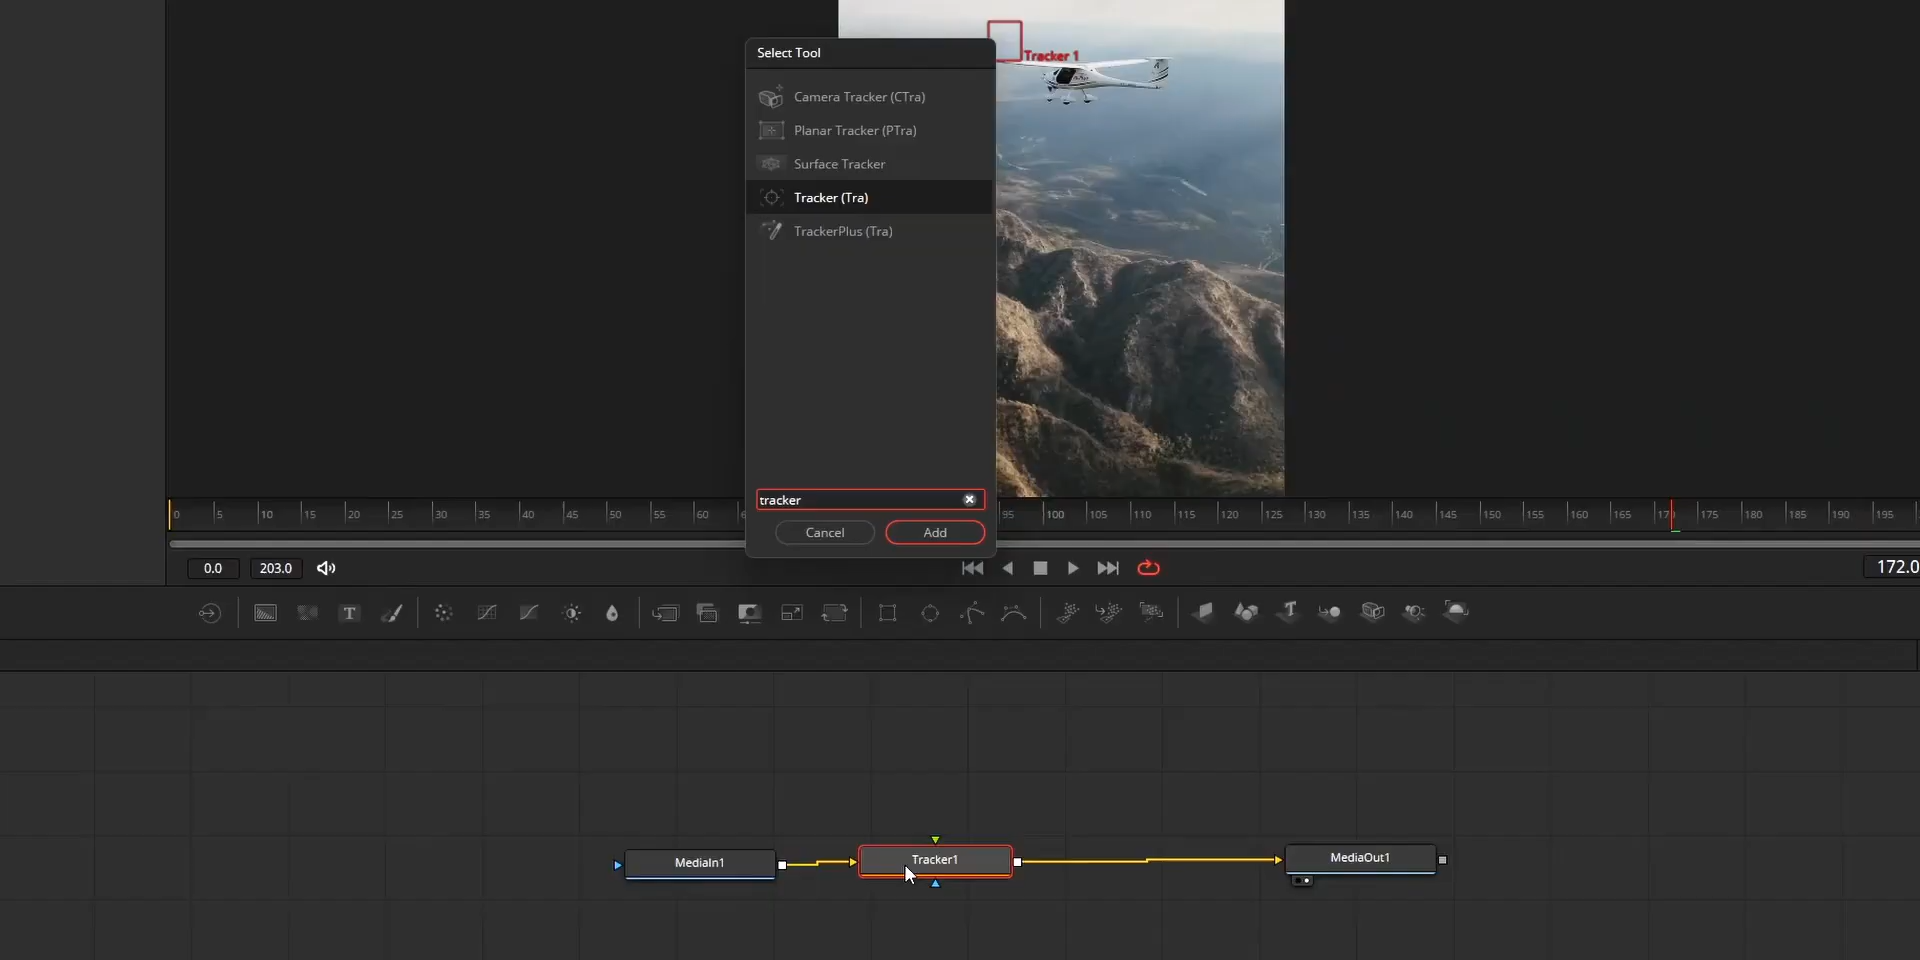 Select Tool
Tracker 1
Camera Tracker (CTra)
Planar Tracker (PTra)
Surface Tracker
Tracker (Tra)
TrackerPlus (Tra)
tracker
Cancel
Add
0 5 10 15 20 25 30 35 40 45 50 55 60 95 100 105 110 115 120 125 130 135 140 145 150 155 160 165 175 180 185 190 195
0.0 203.0 172.0
T
MediaIn1
Tracker1
MediaOut1